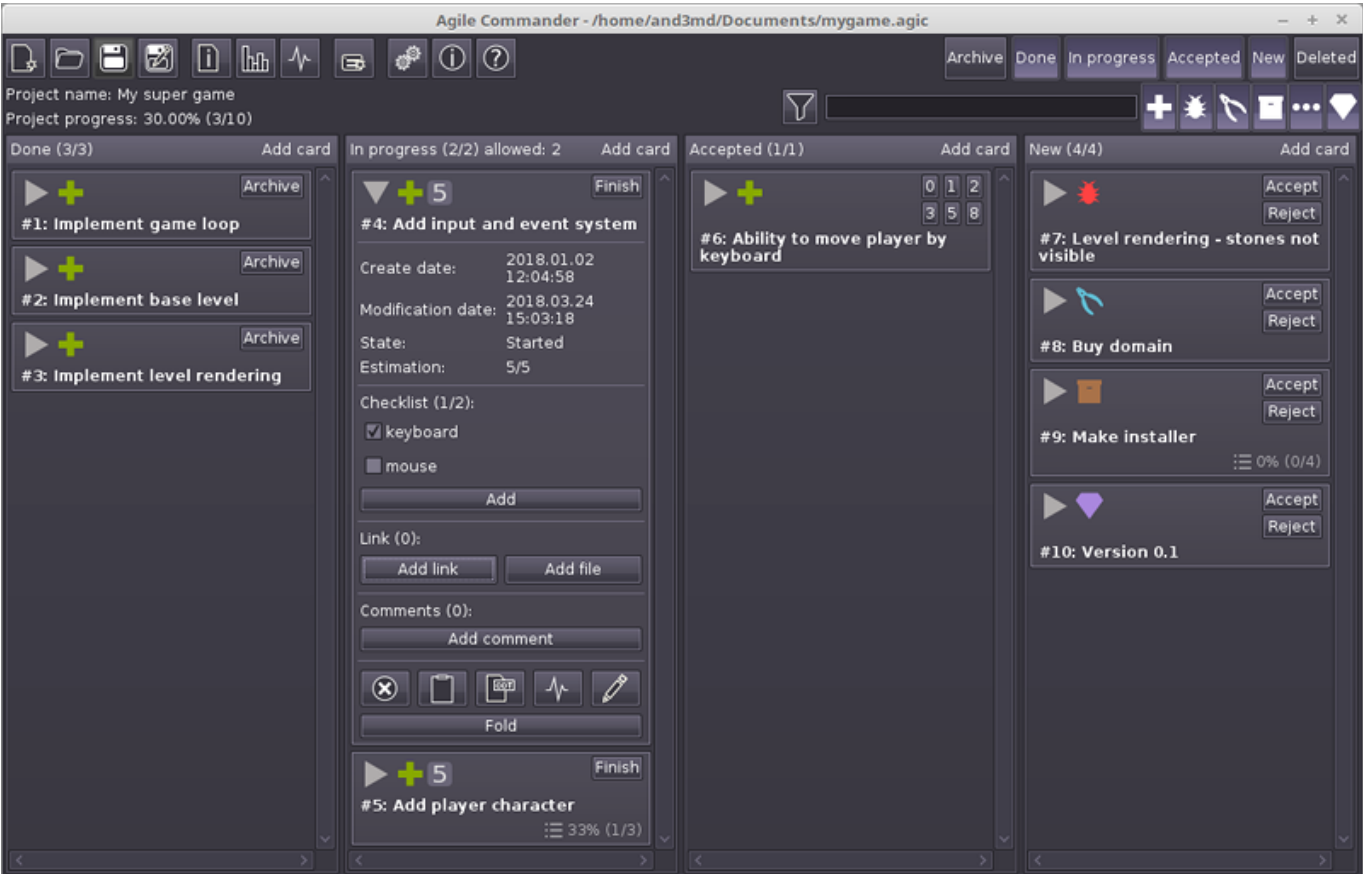 Agile Commander - /home/and3md/Documents/mygame.agic
Archive Done In progress Accepted New Deleted
Project name: My super game
Project progress: 30.00% (3/10)
Done (3/3) Add card
Archive
#1: Implement game loop
Archive
#2: Implement base level
Archive
#3: Implement level rendering
In progress (2/2) allowed: 2 Add card
5 Finish
#4: Add input and event system
Create date: 2018.01.02
12:04:58
Modification date: 2018.03.24
15:03:18
State: Started
Estimation: 5/5
Checklist (1/2):
keyboard
mouse
Add
Link (0):
Add link Add file
Comments (0):
Add comment
Fold
5 Finish
#5: Add player character
33% (1/3)
Accepted (1/1) Add card
0 1 2
3 5 8
#6: Ability to move player by
keyboard
New (4/4) Add card
Accept
Reject
#7: Level rendering - stones not
visible
Accept
Reject
#8: Buy domain
Accept
Reject
#9: Make installer
0% (0/4)
Accept
Reject
#10: Version 0.1